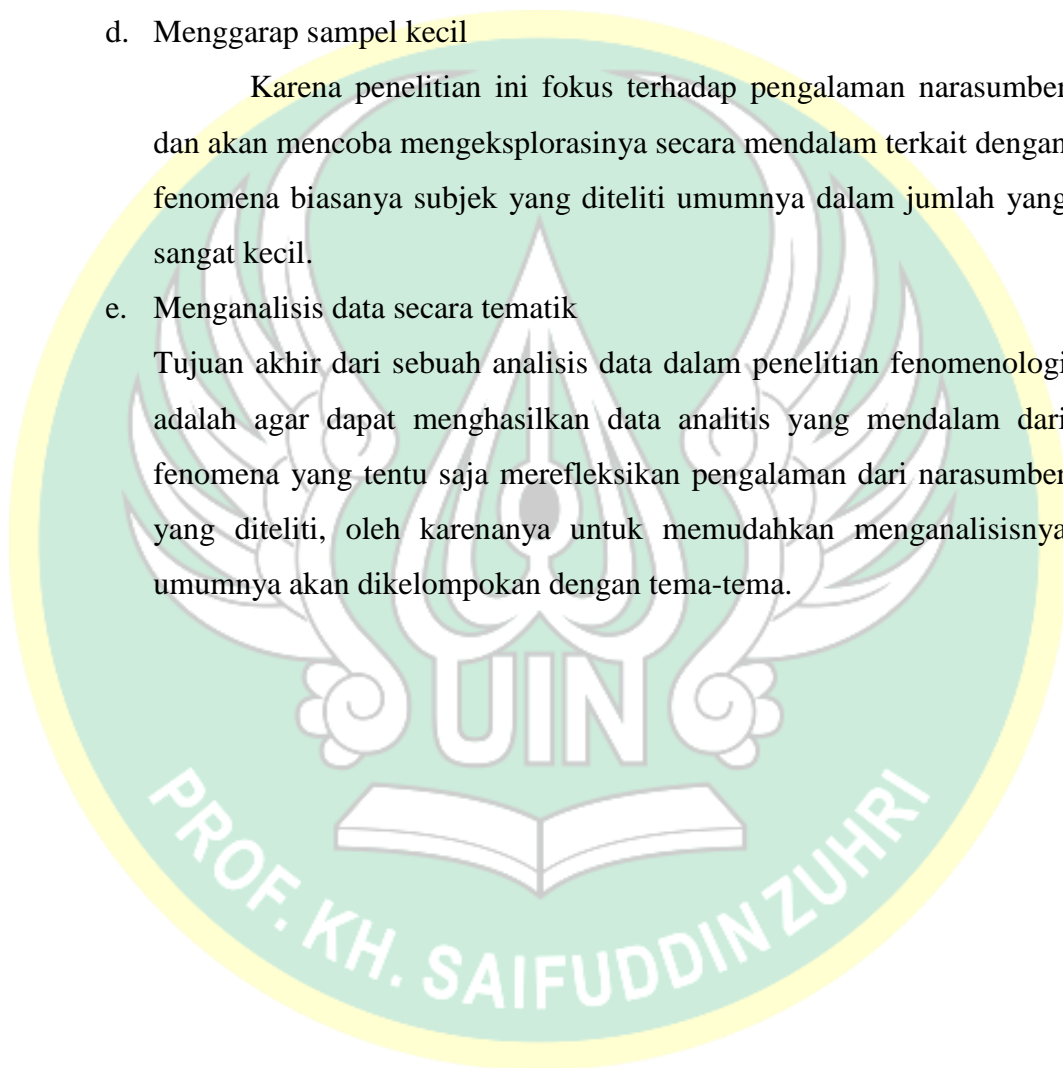 d. Menggarap sampel kecil
Karena penelitian ini fokus terhadap pengalaman narasumber
dan akan mencoba mengeksplorasinya secara mendalam terkait dengan
fenomena biasanya subjek yang diteliti umumnya dalam jumlah yang
sangat kecil.
e. Menganalisis data secara tematik
Tujuan akhir dari sebuah analisis data dalam penelitian fenomenologi
adalah agar dapat menghasilkan data analitis yang mendalam dari
fenomena yang tentu saja merefleksikan pengalaman dari narasumber
yang diteliti, oleh karenanya untuk memudahkan menganalisisnya
umumnya akan dikelompokan dengan tema-tema.
UIN
PROF. KH. SAIFUDDIN ZUHRI